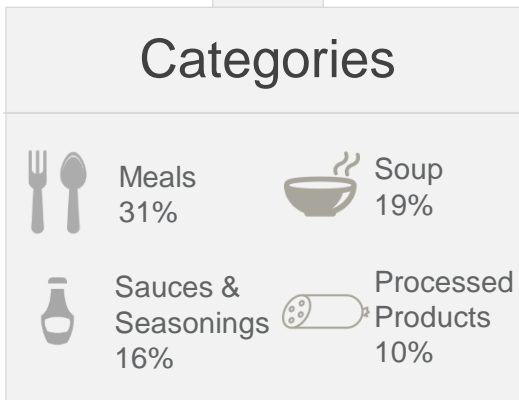 Categories
Meals
31%
Soup
19%
Sauces &
Seasonings
16%
Processed
Products
10%